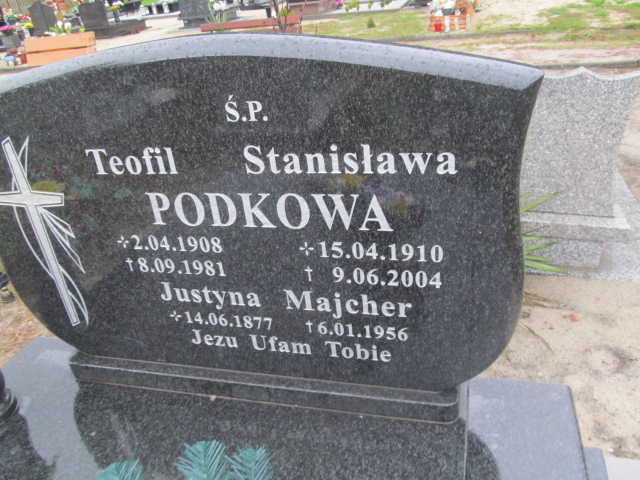 Ś.P.
Teofil Stanisława
PODKOWA
÷2.04.1908 ÷15.04.1910
†8.09.1981 † 9.06.2004
Justyna Majcher
÷14.06.1877 †6.01.1956
Jezu Ufam Tobie